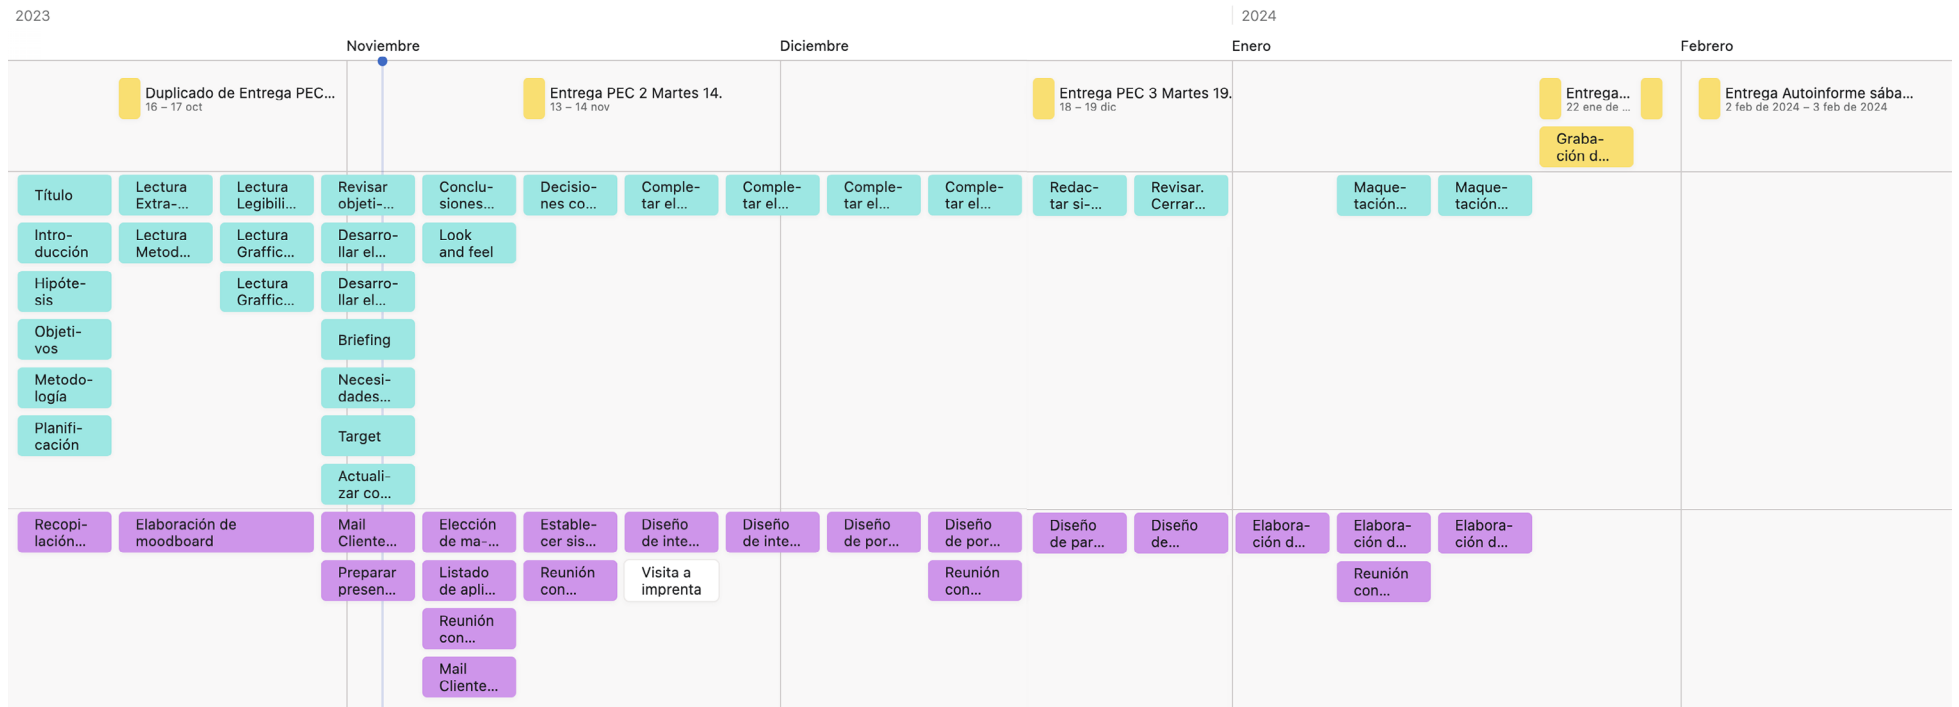 2023
2024
Noviembre
Diciembre
Enero
Febrero
Duplicado de Entrega PEC...
16 – 17 oct
Entrega PEC 2 Martes 14.
13 – 14 nov
Entrega PEC 3 Martes 19.
18 – 19 dic
Entrega...
22 ene de ...
Entrega Autoinforme sába...
2 feb de 2024 – 3 feb de 2024
Graba-
ción d...
Título
Lectura
Extra-...
Lectura
Legibili...
Revisar
objeti-...
Conclu-
siones...
Decisio-
nes co...
Comple-
tar el...
Comple-
tar el...
Comple-
tar el...
Comple-
tar el...
Redac-
tar si-...
Revisar.
Cerrar...
Maque-
tación...
Maque-
tación...
Intro-
ducción
Lectura
Metod...
Lectura
Graffic...
Desarro-
llar el...
Look
and feel
Hipóte-
sis
Lectura
Graffic...
Desarro-
llar el...
Objeti-
vos
Briefing
Metodo-
logía
Necesi-
dades...
Planifi-
cación
Target
Actuali-
zar co...
Recopi-
lación...
Elaboración de
moodboard
Mail
Cliente...
Elección
de ma-...
Estable-
cer sis...
Diseño
de inte...
Diseño
de inte...
Diseño
de por...
Diseño
de por...
Diseño
de par...
Diseño
de...
Elabora-
ción d...
Elabora-
ción d...
Elabora-
ción d...
Preparar
presen...
Listado
de apli...
Reunión
con...
Visita a
imprenta
Reunión
con...
Reunión
con...
Reunión
con...
Mail
Cliente...